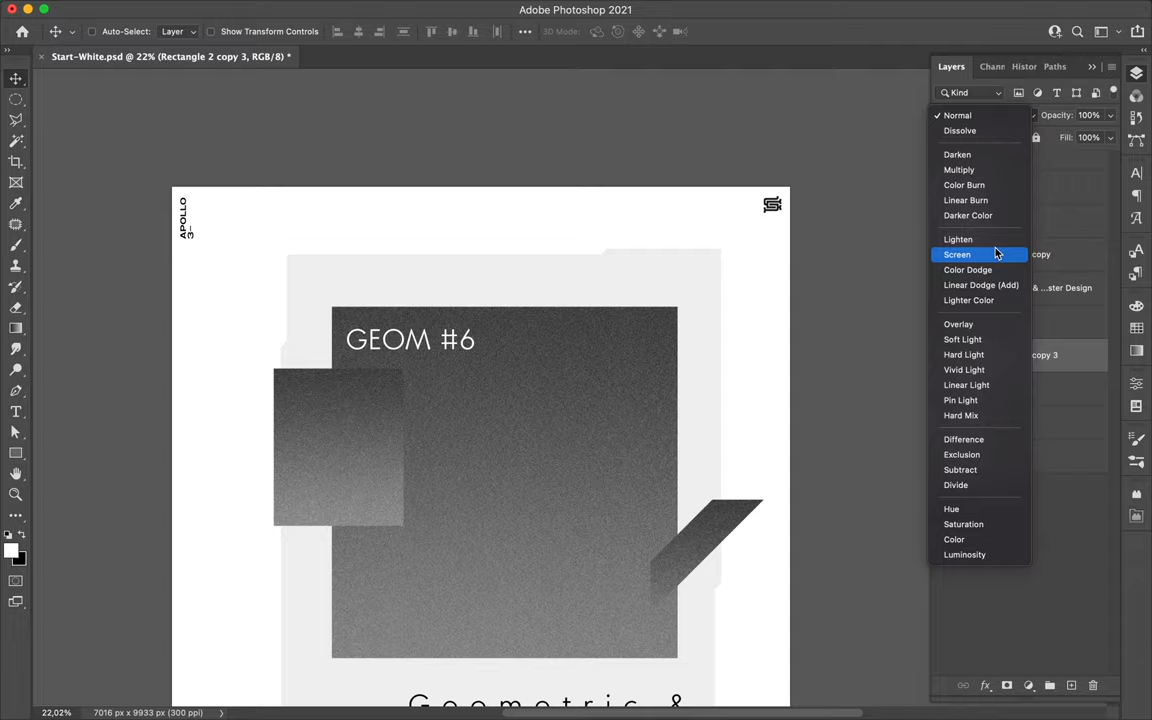 Adobe Photoshop 2021
Auto-Select:
Layer
Show Transform Controls
3D Mode:
Start-White.psd @ 22% (Rectangle 2 copy 3, RGB/8) *
Layers
Chann
Histor
Paths
Kind
Normal
Opacity:
100%
Dissolve
Fill:
100%
Darken
Multiply
Color Burn
Linear Burn
Darker Color
Lighten
Screen
copy
Color Dodge
Linear Dodge (Add)
& ...ster Design
Lighter Color
Overlay
Soft Light
Hard Light
copy 3
Vivid Light
Linear Light
Pin Light
Hard Mix
Difference
Exclusion
Subtract
Divide
Hue
Saturation
Color
Luminosity
APOLLO
3–
GEOM #6
Geometric &
22,02%
7016 px x 9933 px (300 ppi)